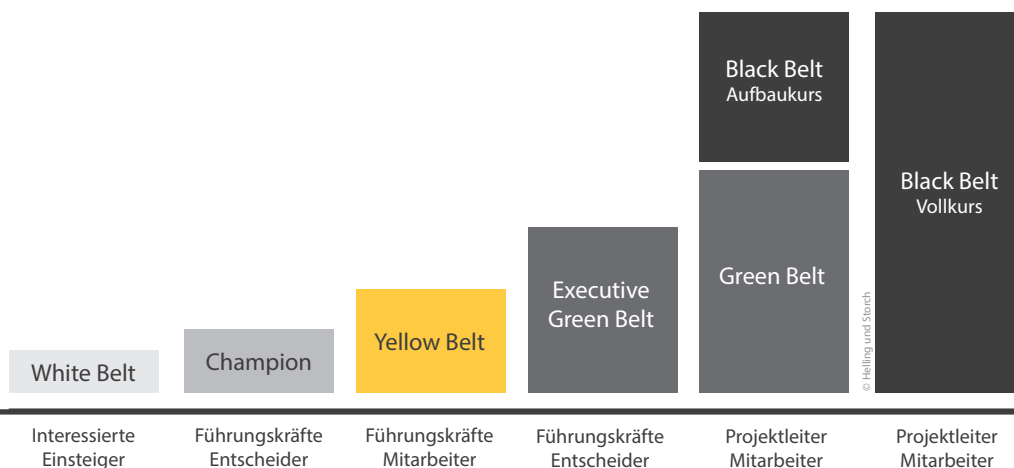 Black Belt
Aufbaukurs
Black Belt
Vollkurs
Green Belt
Executive
Green Belt
Yellow Belt
Champion
White Belt
© Helling und Storch
Interessierte
Einsteiger
Führungskräfte
Entscheider
Führungskräfte
Mitarbeiter
Führungskräfte
Entscheider
Projektleiter
Mitarbeiter
Projektleiter
Mitarbeiter